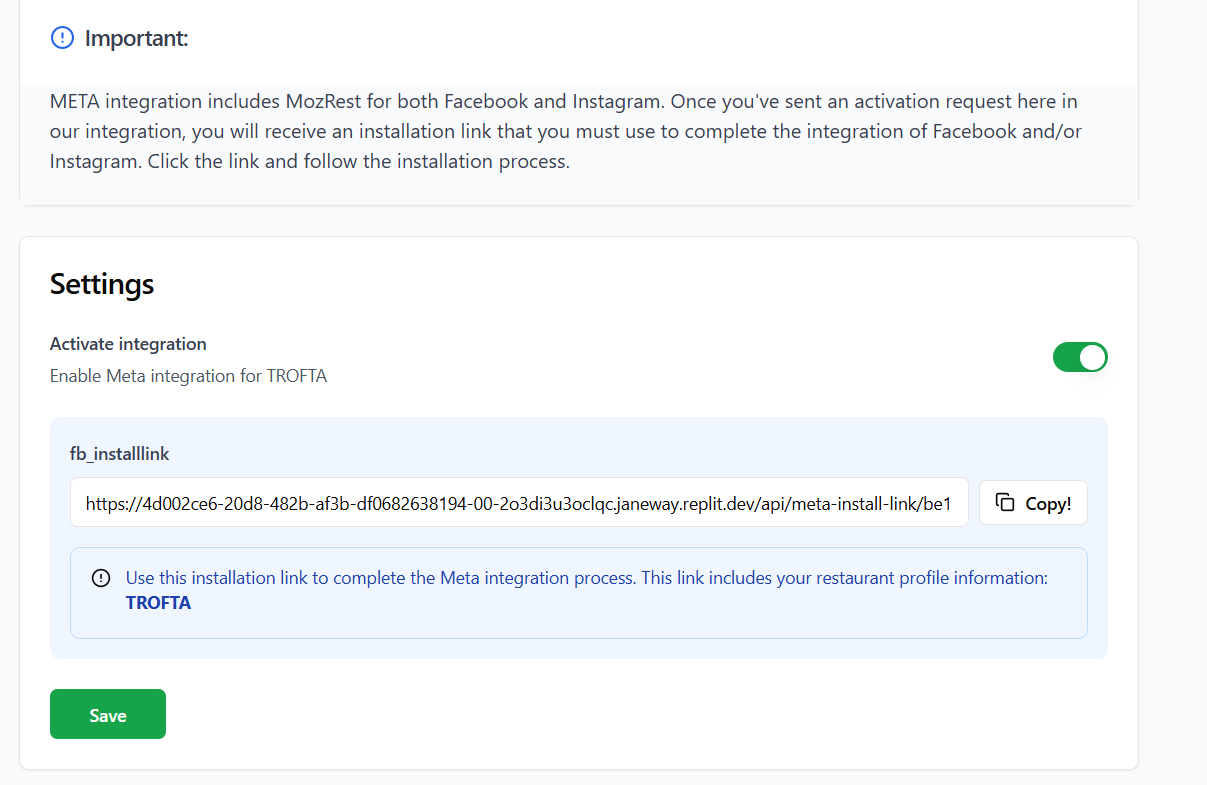 Important:
META integration includes MozRest for both Facebook and Instagram. Once you've sent an activation request here in
our integration, you will receive an installation link that you must use to complete the integration of Facebook and/or
Instagram. Click the link and follow the installation process.
Settings
Activate integration
Enable Meta integration for TROFTA
fb_installlink
https://4d002ce6-20d8-482b-af3b-df0682638194-00-2o3di3u3oclqc.janeway.replit.dev/api/meta-install-link/be1
Copy!
Use this installation link to complete the Meta integration process. This link includes your restaurant profile information:
TROFTA
Save